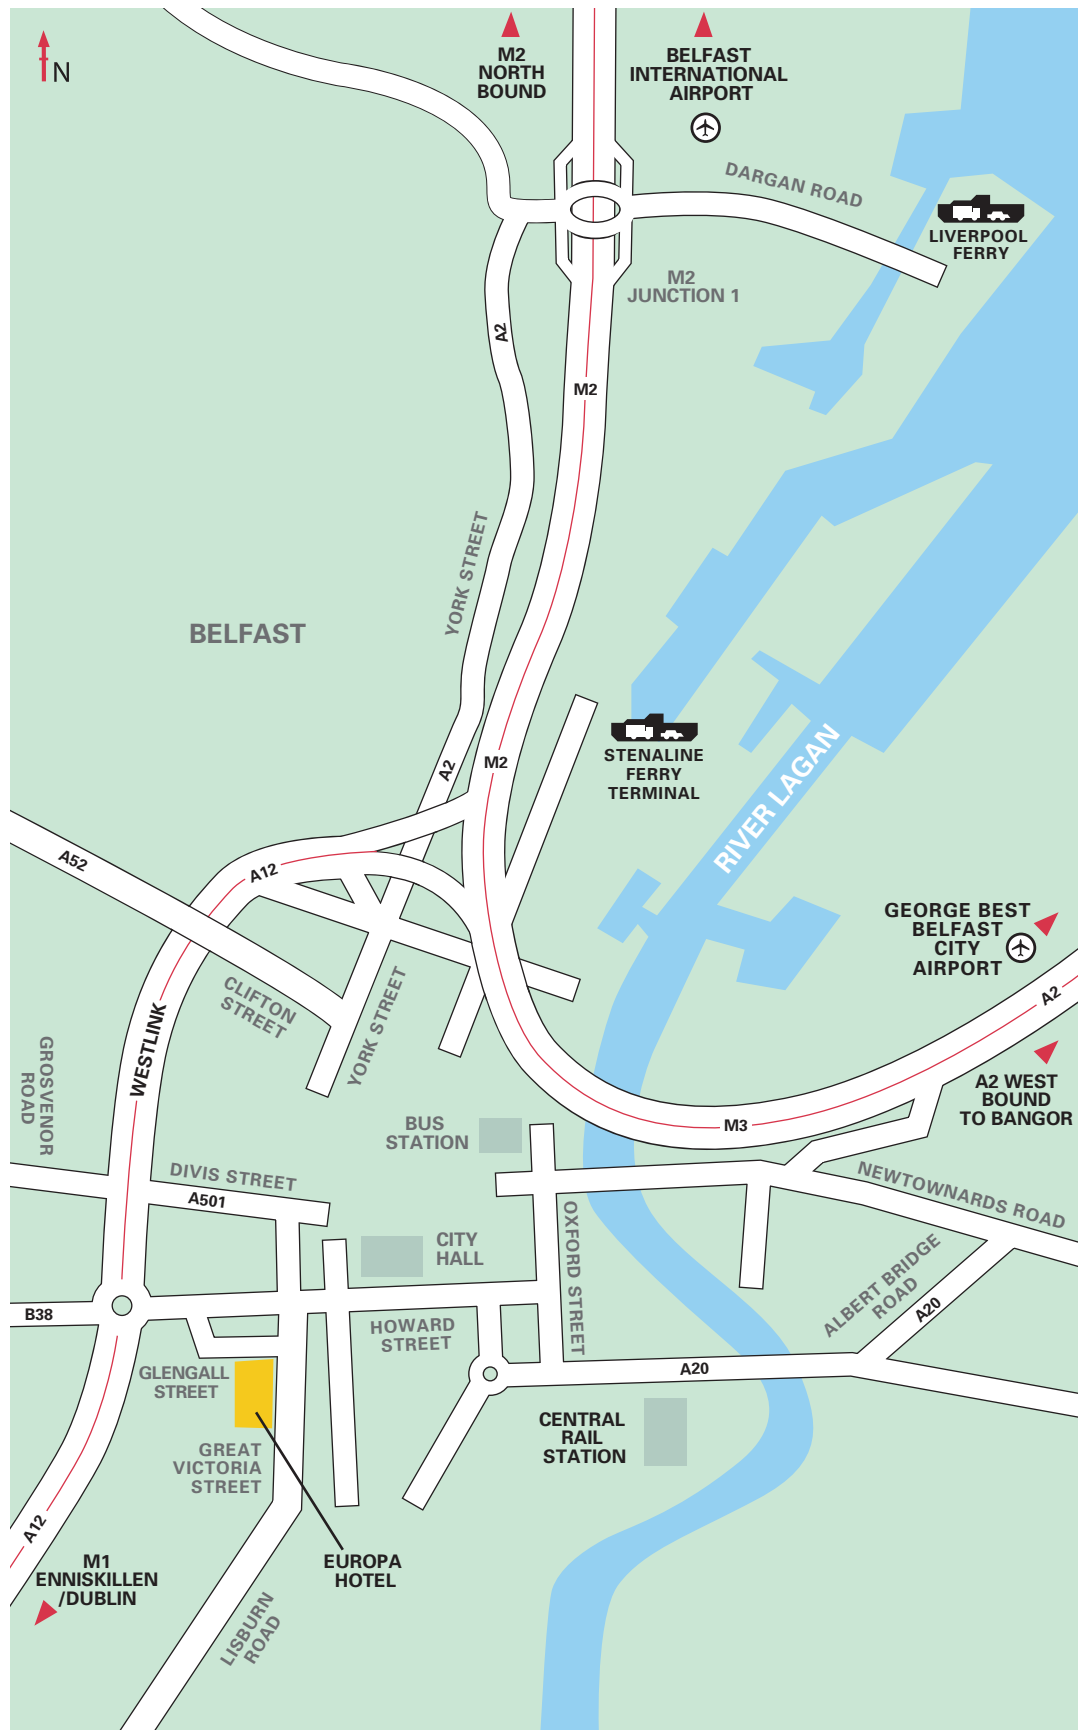 N
M2
NORTH
BOUND
BELFAST
INTERNATIONAL
AIRPORT
DARGAN ROAD
LIVERPOOL
FERRY
M2
JUNCTION 1
A2
M2
YORK STREET
BELFAST
A2
M2
STENALINE
FERRY
TERMINAL
RIVER LAGAN
A52
A12
GEORGE BEST
BELFAST
CITY
AIRPORT
CLIFTON
STREET
YORK STREET
WESTLINK
A2
GROSVENOR
ROAD
A2 WEST
BOUND
TO BANGOR
BUS
STATION
M3
DIVIS STREET
A501
NEWTOWNARDS ROAD
OXFORD STREET
CITY
HALL
ALBERT BRIDGE
ROAD
A20
B38
HOWARD
STREET
GLENGALL
STREET
A20
CENTRAL
RAIL
STATION
GREAT
VICTORIA
STREET
A12
M1
ENNISKILLEN
/DUBLIN
EUROPA
HOTEL
LISBURN
ROAD